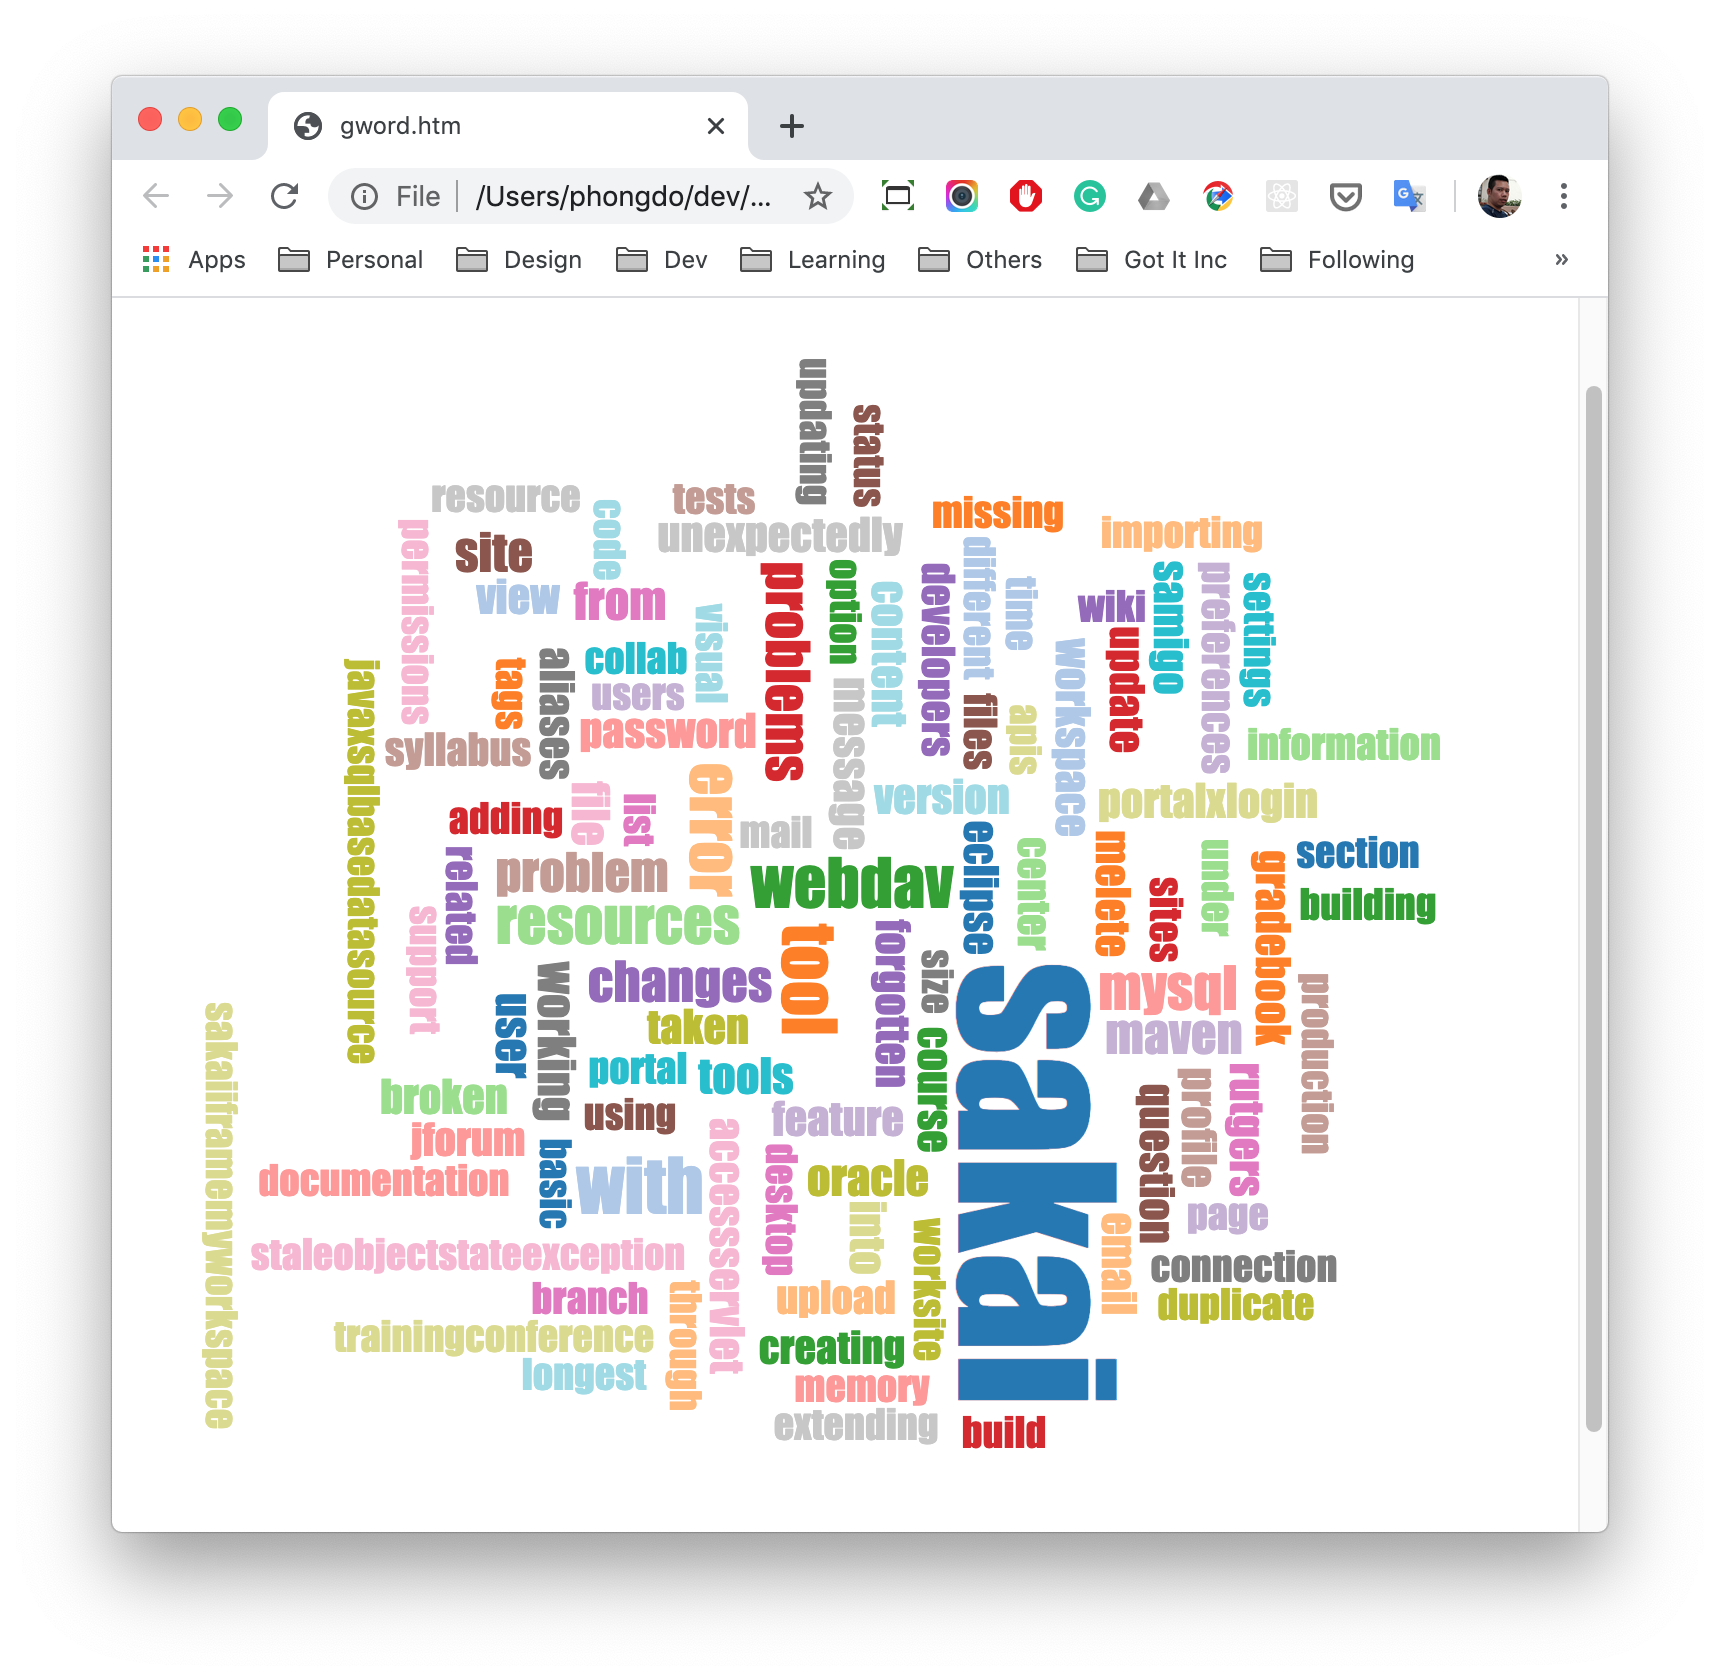 gword.htm
File
/Users/phongdo/dev/...
Apps
Personal
Design
Dev
Learning
Others
Got It Inc
Following
»
updating
status
resource
tests
code
missing
unexpectedly
importing
permissions
site
view
from
problems
option
content
developers
different
time
wiki
samigo
preferences
settings
visual
update
workspace
collab
aliases
tags
users
javaxsqlbasedatasource
message
files
apis
password
syllabus
information
error
version
portalxlogin
file
list
adding
mail
eclipse
center
melete
under
section
related
problem
webdav
gradebook
sites
building
resources
support
tool
forgotten
size
changes
working
mysql
production
user
taken
maven
sakaiiframemyworkspace
sakai
course
portal
tools
rutgers
profile
broken
using
feature
question
jforum
accessservlet
basic
desktop
documentation
with
oracle
into
page
email
worksite
staleobjectstateexception
connection
branch
through
upload
duplicate
trainingconference
creating
longest
memory
extending
build